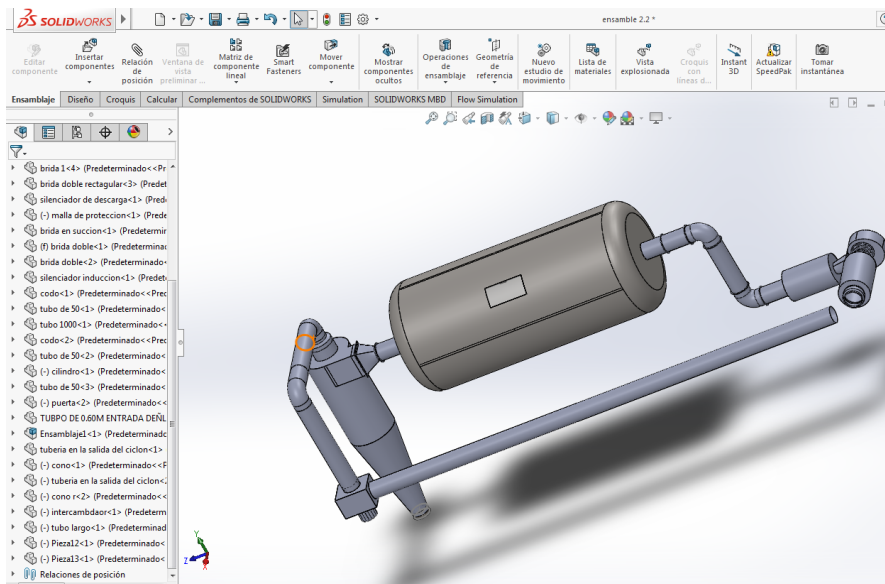 SOLIDWORKS
ensamble 2.2 *
Editar componente
Insertar componentes
Relación de posición
Ventana de vista preliminar ...
Matriz de componente lineal
Smart Fasteners
Mover componente
Mostrar componentes ocultos
Operaciones de ensamblaje
Geometría de referencia
Nuevo estudio de movimiento
Lista de materiales
Vista explosionada
Croquis con líneas d...
Instant 3D
Actualizar SpeedPak
Tomar instantánea
Ensamblaje Diseño Croquis Calcular Complementos de SOLIDWORKS Simulation SOLIDWORKS MBD Flow Simulation
brida 1<4> (Predeterminado<<Pr
brida doble rectagular<3> (Predet
silenciador de descarga<1> (Pred
(-) malla de proteccion<1> (Prede
brida en succion<1> (Predetermir
(f) brida doble<1> (Predeterminac
brida doble<2> (Predeterminado<
silenciador induccion<1> (Predet
codo<1> (Predeterminado<<Prec
tubo de 50<1> (Predeterminado<
tubo 1000<1> (Predeterminado<<
codo<2> (Predeterminado<<Prec
tubo de 50<2> (Predeterminado<
(-) cilindro<1> (Predeterminado<
tubo de 50<3> (Predeterminado<
(-) puerta<2> (Predeterminado<<
TUBPO DE 0.60M ENTRADA DEÑL
Ensamblaje1<1> (Predeterminadc
tuberia en la salida del ciclon<1>
(-) cono<1> (Predeterminado<<F
(-) tuberia en la salida del ciclon<
(-) cono r<2> (Predeterminado<<
(-) intercambdaor<1> (Predeterm
(-) tubo largo<1> (Predeterminad
(-) Pieza12<1> (Predeterminado<
(-) Pieza13<1> (Predeterminado<
Relaciones de posición
Y
Z
X